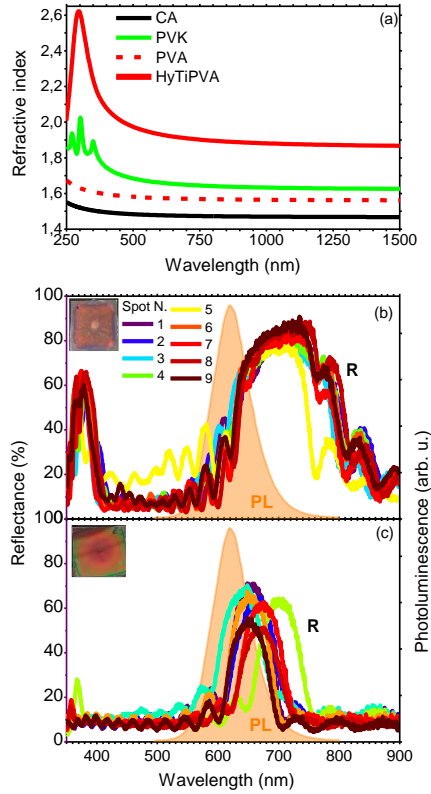 (a)
CA
PVK
PVA
HyTiPVA
2,6
2,4
2,2
2,0
1,8
1,6
1,4
Refractive index
250 500 750 1000 1250 1500
Wavelength (nm)
(b)
Spot N.
1
2
3
4
5
6
7
8
9
R
PL
100
80
60
40
20
100
Reflectance (%)
Photoluminescence (arb. u.)
(c)
R
PL
80
60
40
20
0
400 500 600 700 800 900
Wavelength (nm)